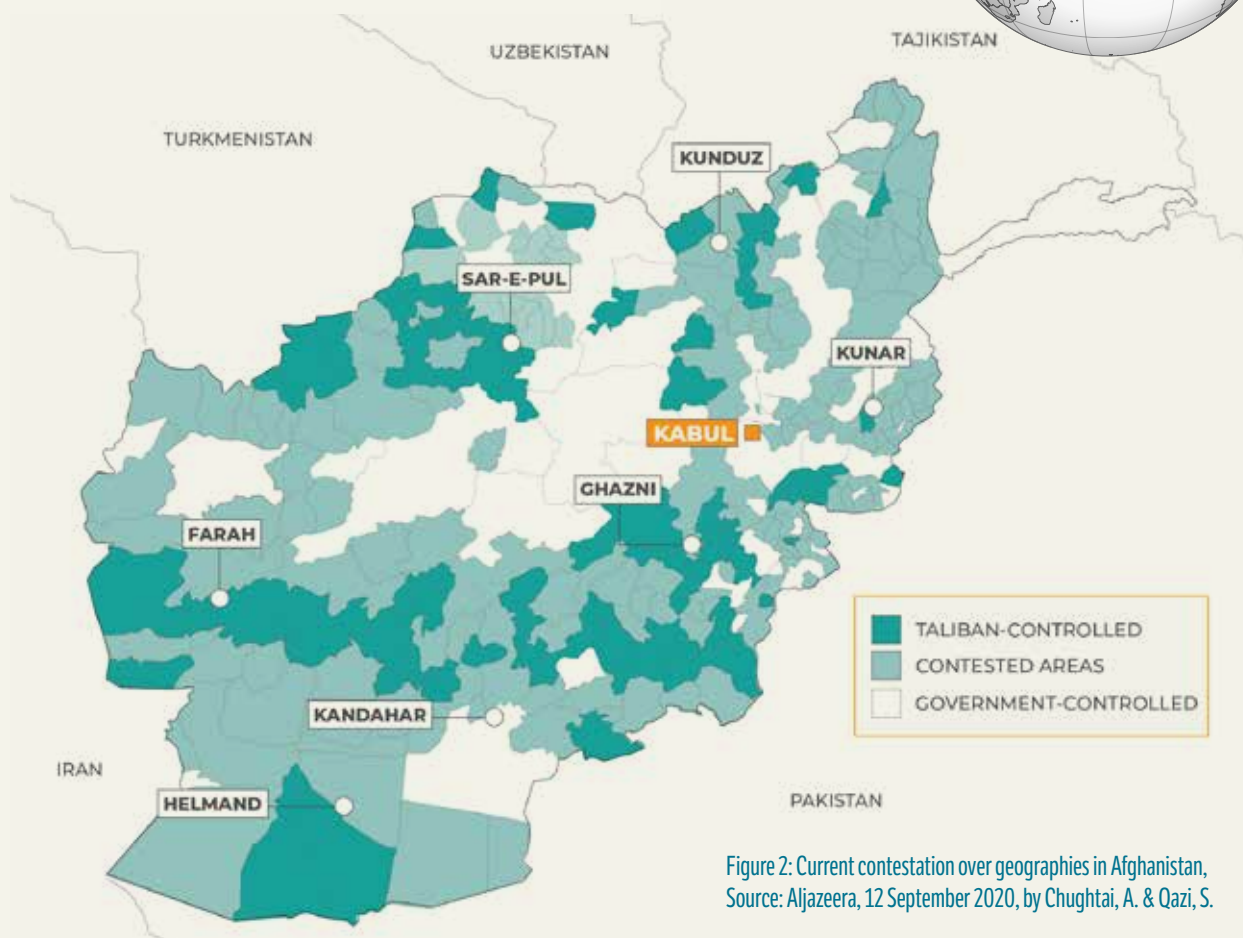 UZBEKISTAN
TAJIKISTAN
TURKMENISTAN
KUNDUZ
SAR-E-PUL
KUNAR
KABUL
GHAZNI
FARAH
TALIBAN-CONTROLLED
CONTESTED AREAS
GOVERNMENT-CONTROLLED
KANDAHAR
IRAN
HELMAND
PAKISTAN
Figure 2: Current contestation over geographies in Afghanistan,
Source: Aljazeera, 12 September 2020, by Chughtai, A. & Qazi, S.